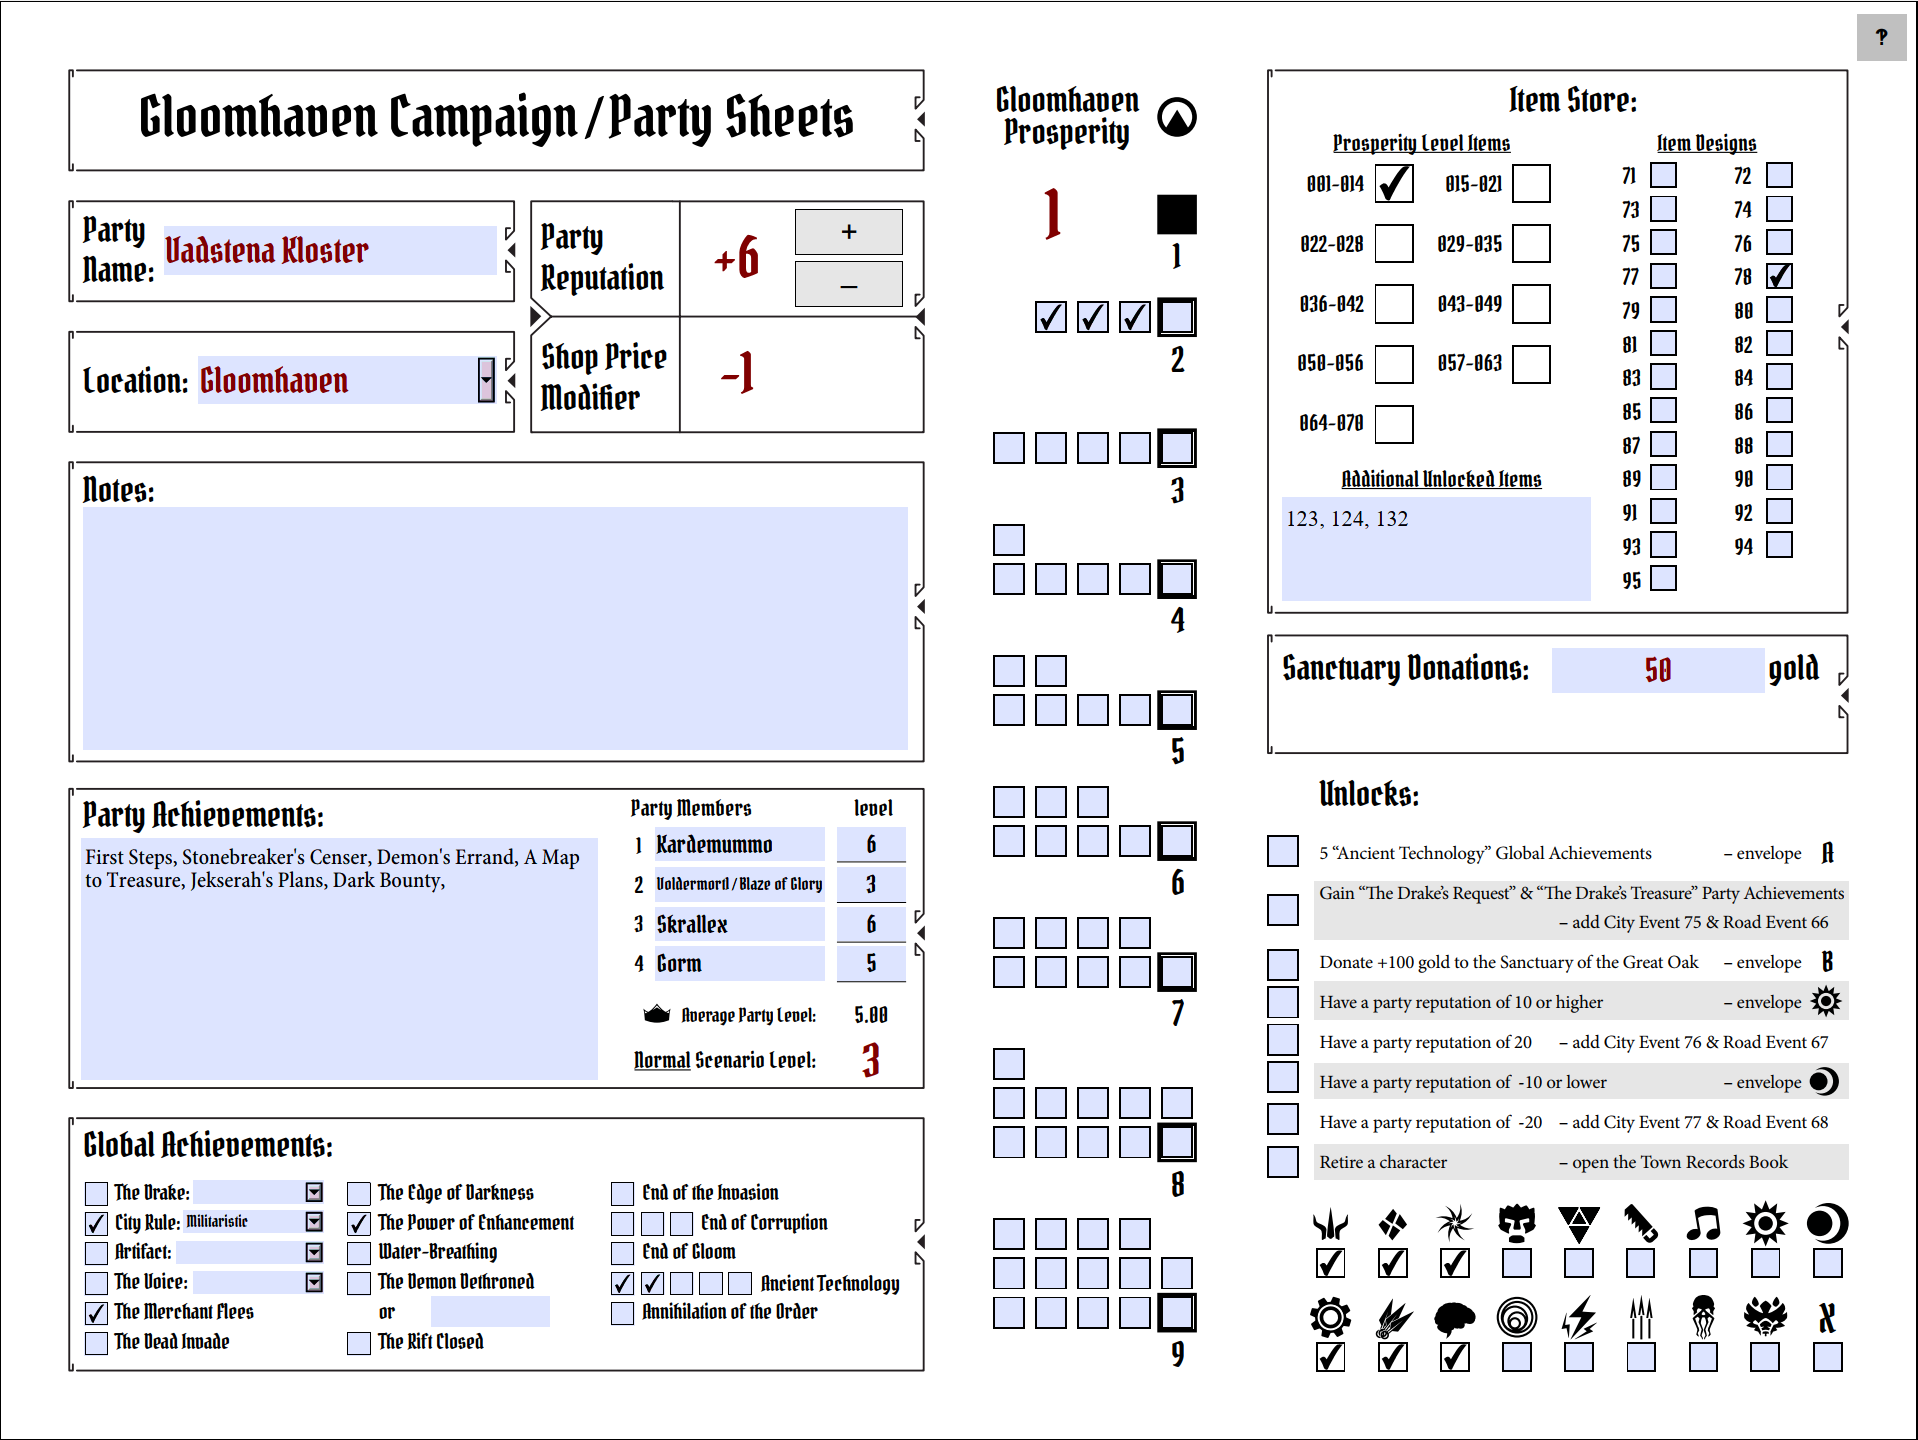 ?
Gloomhaven Campaign / Party Sheets
Party Name: Vadstena Kloster
Location: Gloomhaven
Party Reputation +6
+
–
Shop Price Modifier -1
Notes:
Party Achievements:
First Steps, Stonebreaker's Censer, Demon's Errand, A Map
to Treasure, Jekserah's Plans, Dark Bounty,
Party Members level
1 Kardemummo 6
2 Voldermort1 / Blaze of Glory 3
3 Skrallex 6
4 Gorm 5
Average Party Level: 5.00
Normal Scenario Level: 3
Global Achievements:
The Drake:
City Rule: Militaristic
Artifact:
The Voice:
The Merchant Flees
The Dead Invade
The Edge of Darkness
The Power of Enhancement
Water-Breathing
The Demon Dethroned
or
The Rift Closed
End of the Invasion
End of Corruption
End of Gloom
Ancient Technology
Annihilation of the Order
Gloomhaven
Prosperity
1
1
2
3
4
5
6
7
8
9
Item Store:
Prosperity Level Items
001-014 015-021
022-028 029-035
036-042 043-049
050-056 057-063
064-070
Additional Unlocked Items
123, 124, 132
Item Designs
71 72
73 74
75 76
77 78
79 80
81 82
83 84
85 86
87 88
89 90
91 92
93 94
95
Sanctuary Donations: 50 gold
Unlocks:
5 “Ancient Technology” Global Achievements – envelope A
Gain “The Drake's Request” & “The Drake's Treasure” Party Achievements
– add City Event 75 & Road Event 66
Donate +100 gold to the Sanctuary of the Great Oak – envelope B
Have a party reputation of 10 or higher – envelope
Have a party reputation of 20 – add City Event 76 & Road Event 67
Have a party reputation of -10 or lower – envelope
Have a party reputation of -20 – add City Event 77 & Road Event 68
Retire a character – open the Town Records Book
X